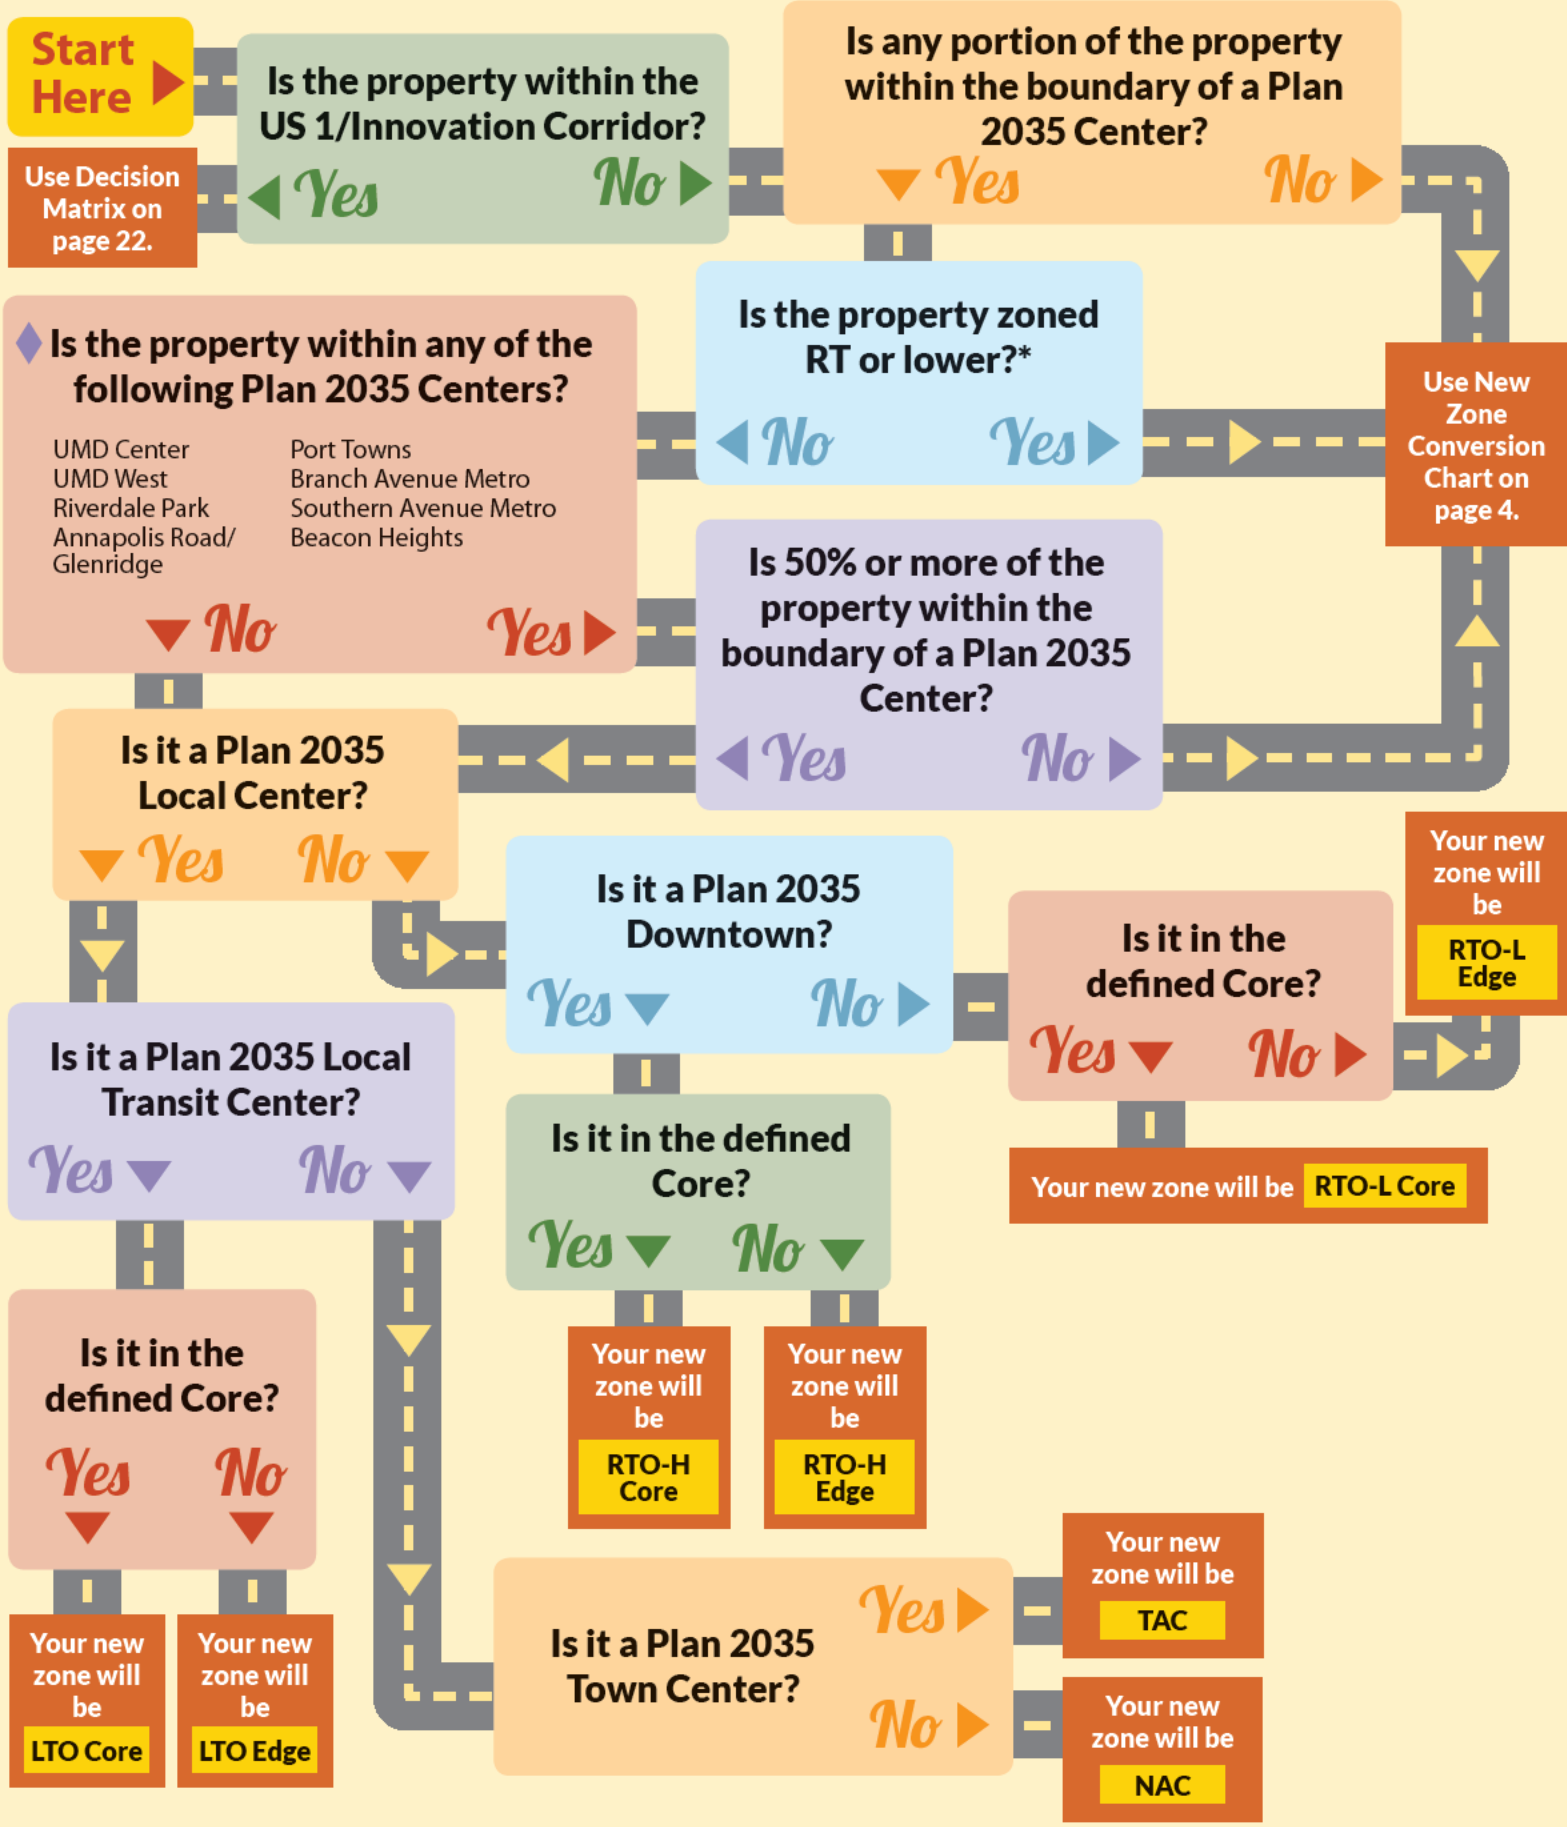 Start
Here
Is the property within the
US 1/Innovation Corridor?
Yes
No
Use Decision
Matrix on
page 22.
Is any portion of the property
within the boundary of a Plan
2035 Center?
Yes
No
Is the property zoned
RT or lower?*
No
Yes
Use New
Zone
Conversion
Chart on
page 4.
Is the property within any of the
following Plan 2035 Centers?
UMD Center
UMD West
Riverdale Park
Annapolis Road/
Glenridge
Port Towns
Branch Avenue Metro
Southern Avenue Metro
Beacon Heights
No
Yes
Is 50% or more of the
property within the
boundary of a Plan 2035
Center?
Yes
No
Is it a Plan 2035
Local Center?
Yes
No
Is it a Plan 2035
Downtown?
Yes
No
Is it in the
defined Core?
Yes
No
Your new
zone will
be
RTO-L
Edge
Your new zone will be RTO-L Core
Is it a Plan 2035 Local
Transit Center?
Yes
No
Is it in the defined
Core?
Yes
No
Your new
zone will
be
RTO-H
Core
Your new
zone will
be
RTO-H
Edge
Is it in the
defined Core?
Yes
No
Your new
zone will
be
LTO Core
Your new
zone will
be
LTO Edge
Is it a Plan 2035
Town Center?
Yes
No
Your new
zone will be
TAC
Your new
zone will be
NAC